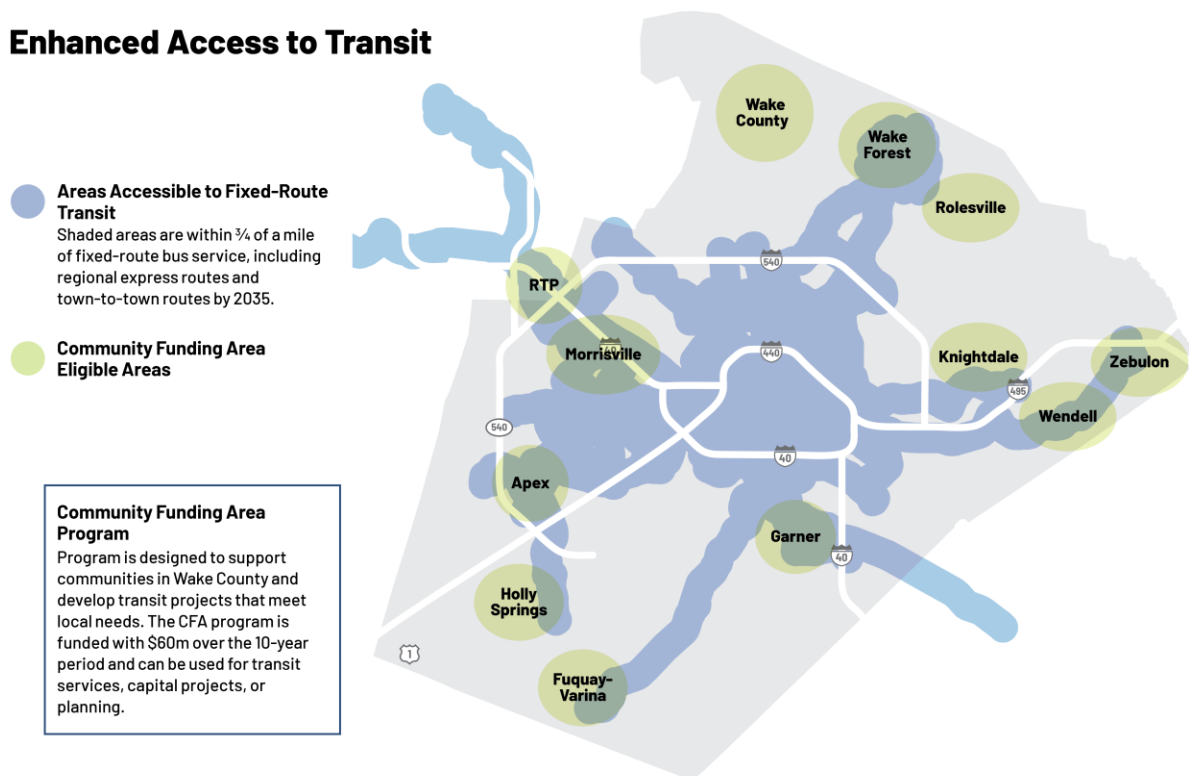 Enhanced Access to Transit
Areas Accessible to Fixed-Route
Transit
Shaded areas are within ¾ of a mile
of fixed-route bus service, including
regional express routes and
town-to-town routes by 2035.
Community Funding Area
Eligible Areas
Community Funding Area
Program
Program is designed to support
communities in Wake County and
develop transit projects that meet
local needs. The CFA program is
funded with $60m over the 10-year
period and can be used for transit
services, capital projects, or
planning.
Wake
County
Wake
Forest
Rolesville
540
RTP
40
Morrisville
440
Knightdale
Zebulon
495
Wendell
540
40
Apex
Garner
40
Holly
Springs
1
Fuquay-
Varina